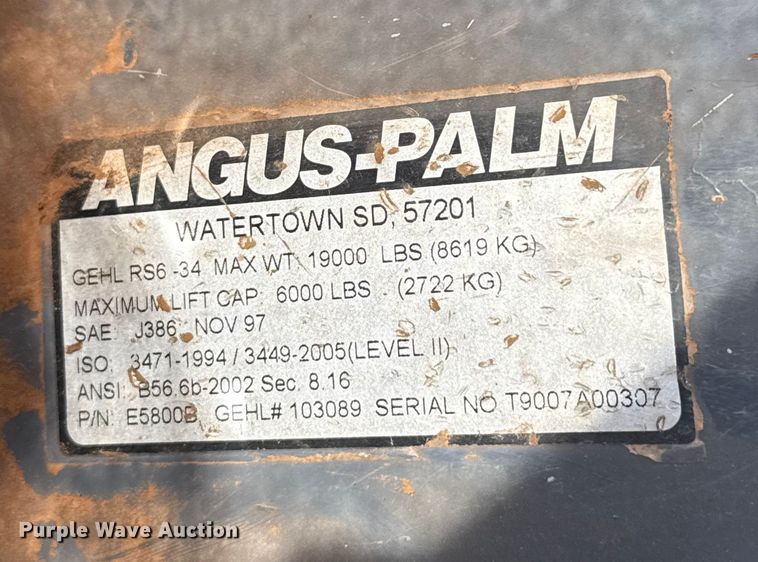 ANGUS-PALM
WATERTOWN SD, 57201
GEHL RS6 -34 MAX WT: 19000 LBS (8619 KG)
MAXIMUM LIFT CAP: 6000 LBS (2722 KG)
SAE: J386 NOV 97
ISO: 3471-1994 / 3449-2005(LEVEL II)
ANSI: B56.6b-2002 Sec. 8.16
P/N: E5800B GEHL# 103089 SERIAL NO T9007A00307
Purple Wave Auction